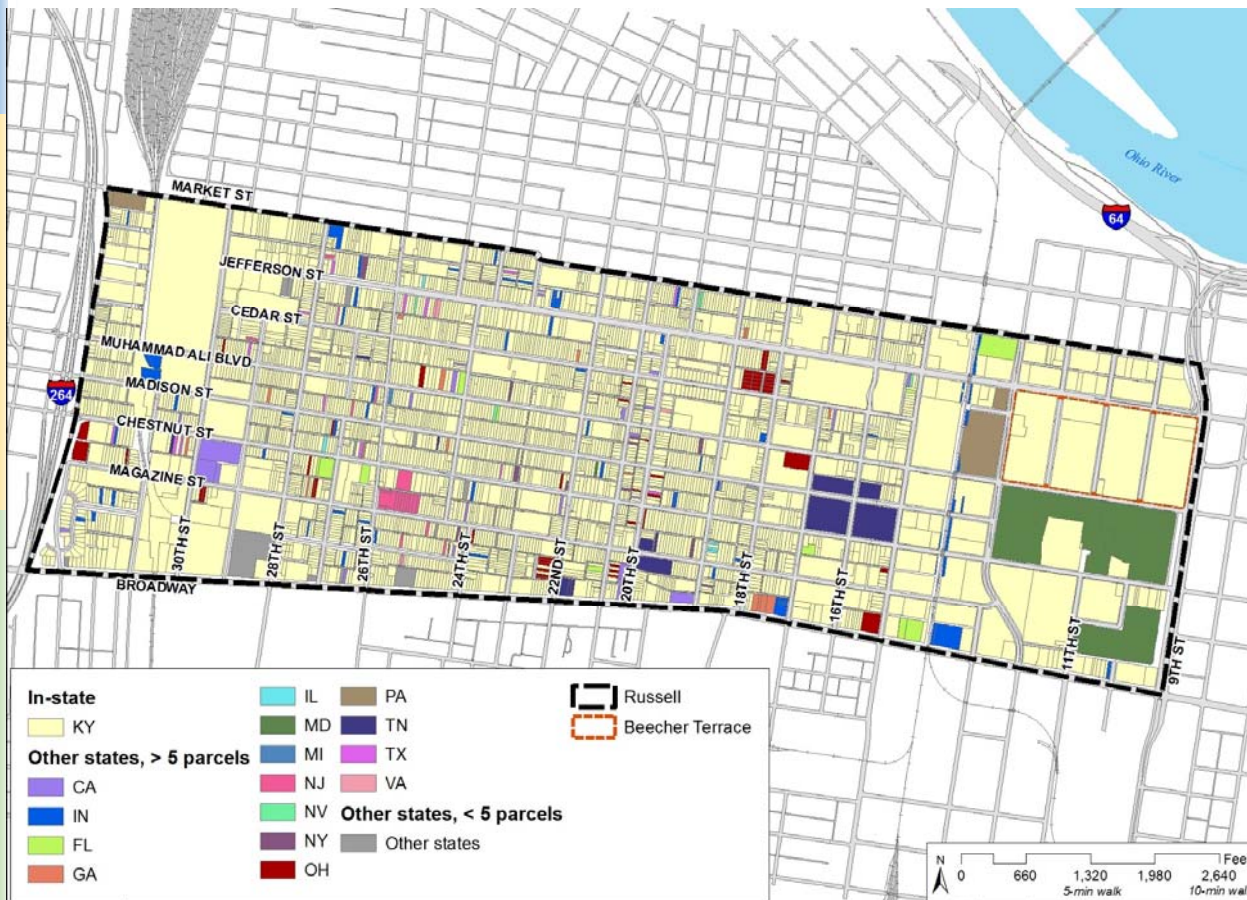 Ohio River
64
MARKET ST
JEFFERSON ST
CEDAR ST
MUHAMMAD ALI BLVD
264
MADISON ST
CHESTNUT ST
MAGAZINE ST
30TH ST
28TH ST
26TH ST
24TH ST
22ND ST
20TH ST
18TH ST
16TH ST
11TH ST
9TH ST
BROADWAY
In-state
KY
Other states, > 5 parcels
CA
IN
FL
GA
IL
MD
MI
NJ
NV
NY
OH
PA
TN
TX
VA
Other states, < 5 parcels
Other states
Russell
Beecher Terrace
N
0 660 1,320 1,980 2,640 Fee
5-min walk 10-min wal